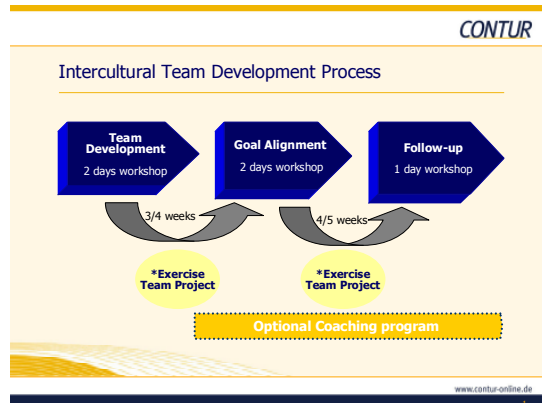 CONTUR
Intercultural Team Development Process
Team
Development
2 days workshop
Goal Alignment
2 days workshop
Follow-up
1 day workshop
3/4 weeks
4/5 weeks
*Exercise
Team Project
*Exercise
Team Project
Optional Coaching program
www.contur-online.de